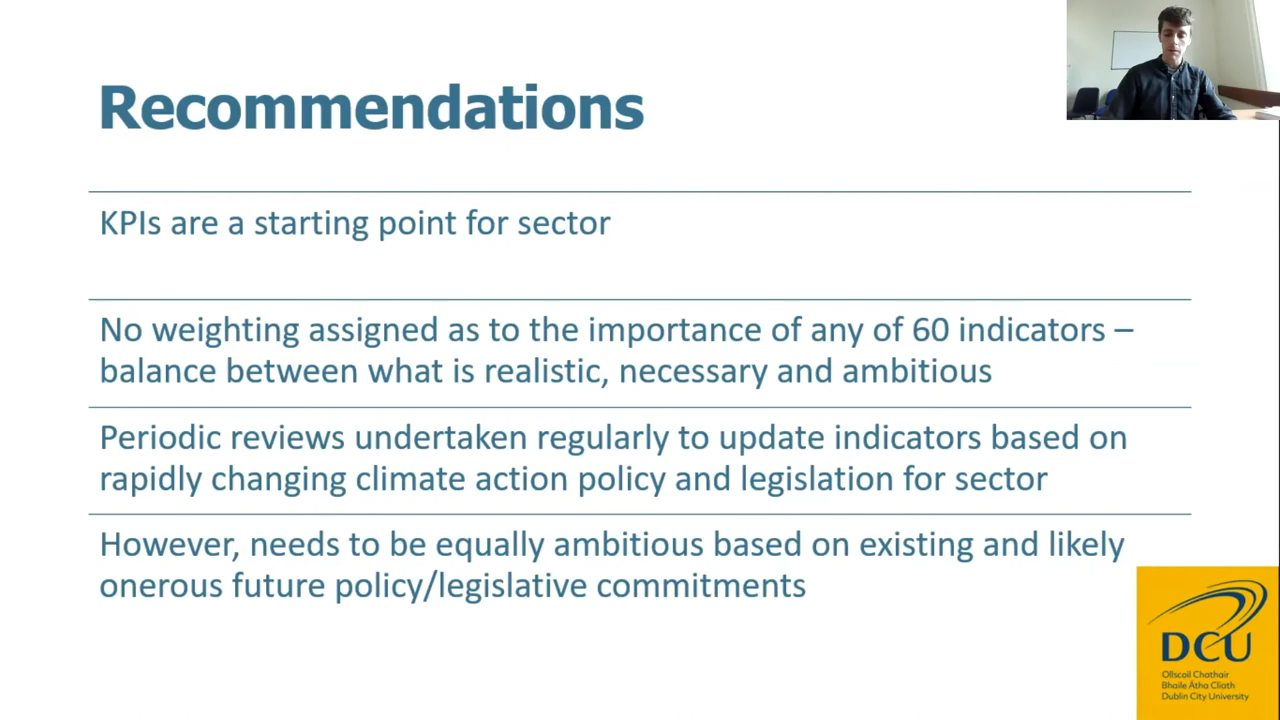 Recommendations
KPIs are a starting point for sector
No weighting assigned as to the importance of any of 60 indicators –
balance between what is realistic, necessary and ambitious
Periodic reviews undertaken regularly to update indicators based on
rapidly changing climate action policy and legislation for sector
However, needs to be equally ambitious based on existing and likely
onerous future policy/legislative commitments
DCU
Ollscoil Chathair
Bhaile Átha Cliath
Dublin City University